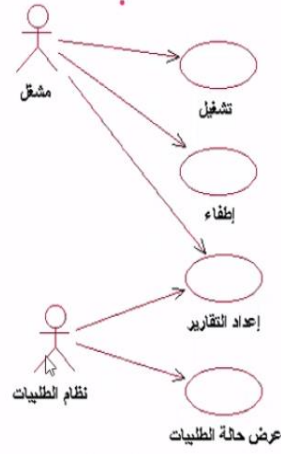 مشغل
تشغيل
إطفاء
إعداد التقارير
نظام الطلبيات
عرض حالة الطلبيات